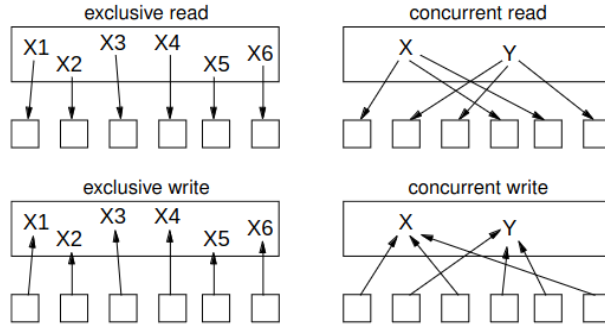 exclusive read
X1 X2 X3 X4 X5 X6
concurrent read
X Y
exclusive write
X1 X2 X3 X4 X5 X6
concurrent write
X Y